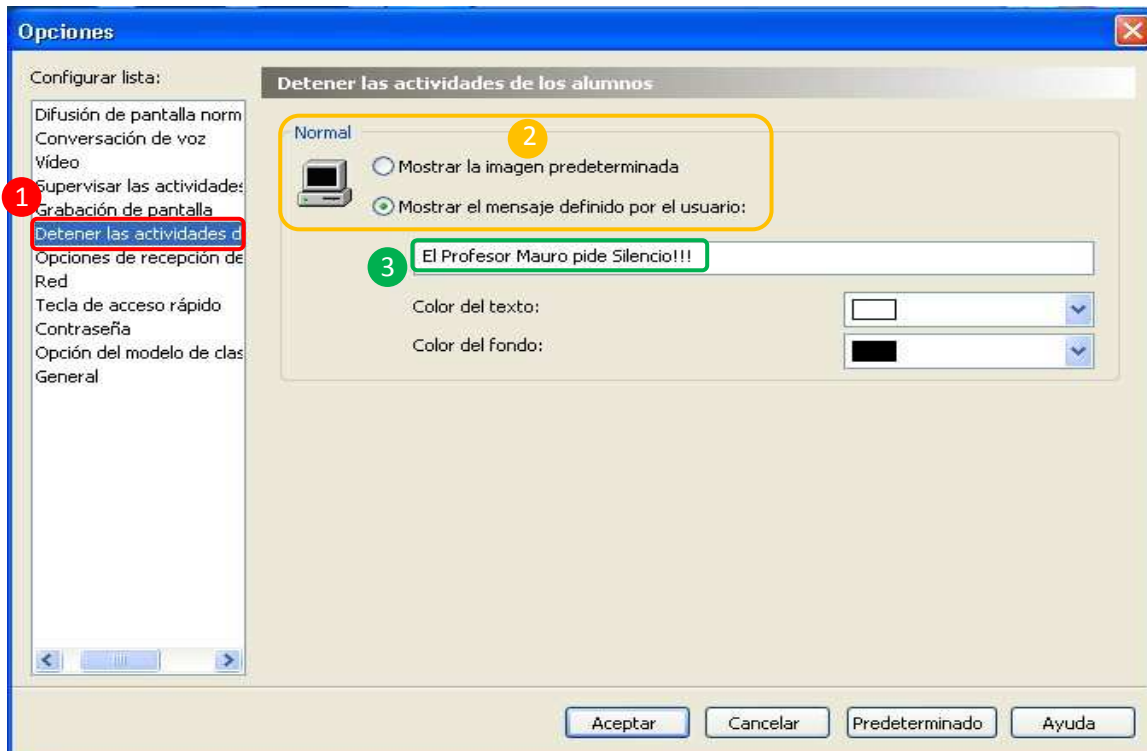 Opciones
Configurar lista:
Difusión de pantalla norm
Conversación de voz
Vídeo
Supervisar las actividades
Grabación de pantalla
Detener las actividades d
Opciones de recepción de
Red
Tecla de acceso rápido
Contraseña
Opción del modelo de clas
General
1
Detener las actividades de los alumnos
Normal
2
Mostrar la imagen predeterminada
Mostrar el mensaje definido por el usuario:
3
El Profesor Mauro pide Silencio!!!
Color del texto:
Color del fondo:
Aceptar
Cancelar
Predeterminado
Ayuda